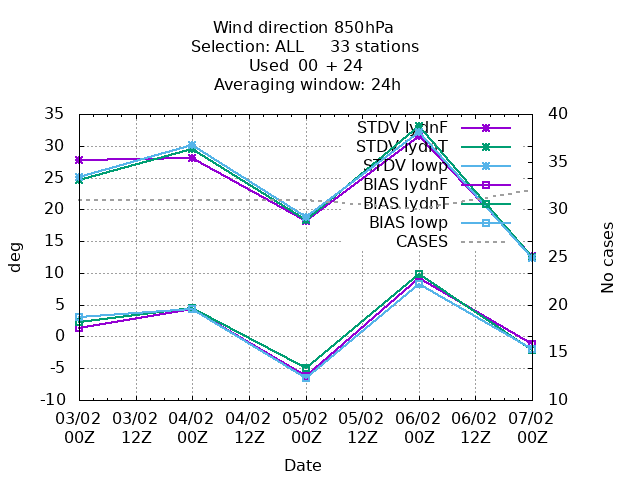 Wind direction 850hPa
Selection: ALL 33 stations
Used 00 + 24
Averaging window: 24h
35 40
30 35
25 30
20 25
15 20
10 15
5 10
0
-5
-10
STDV lydnF
STDV lydnT
STDV lowp
BIAS lydnF
BIAS lydnT
BIAS lowp
CASES
deg
No cases
03/02 03/02 04/02 04/02 05/02 05/02 06/02 06/02 07/02
00Z 12Z 00Z 12Z 00Z 12Z 00Z 12Z 00Z
Date